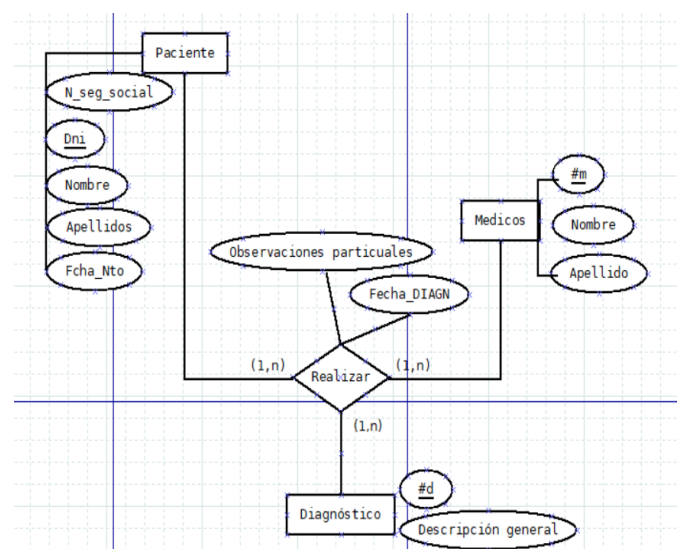 Paciente
N_seg_social
Dni
Nombre
Apellidos
Fcha_Nto
#m
Medicos
Nombre
Apellido
Observaciones particuales
Fecha_DIAGN
(1,n)
Realizar
(1,n)
(1,n)
#d
Diagnóstico
Descripción general